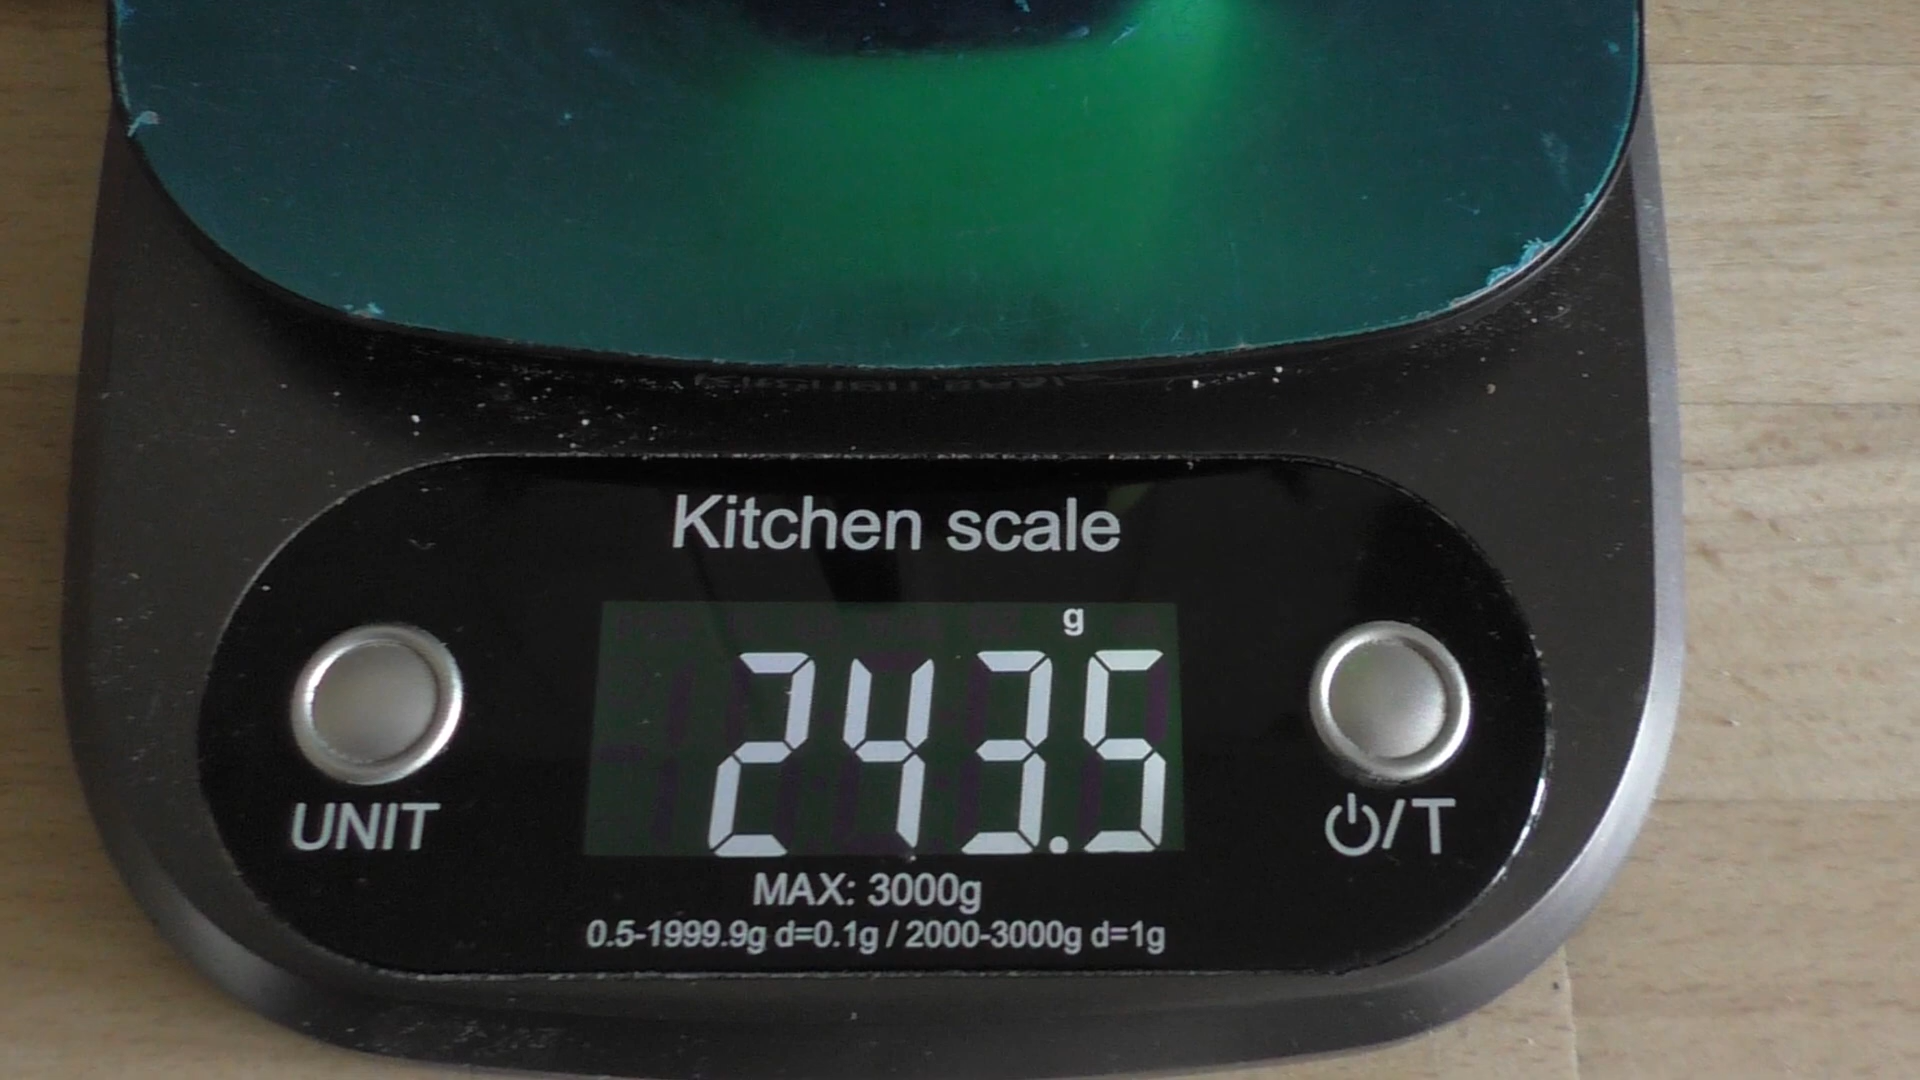 Kitchen scale
g
243.5
UNIT
⏻/T
MAX: 3000g
0.5-1999.9g d=0.1g / 2000-3000g d=1g